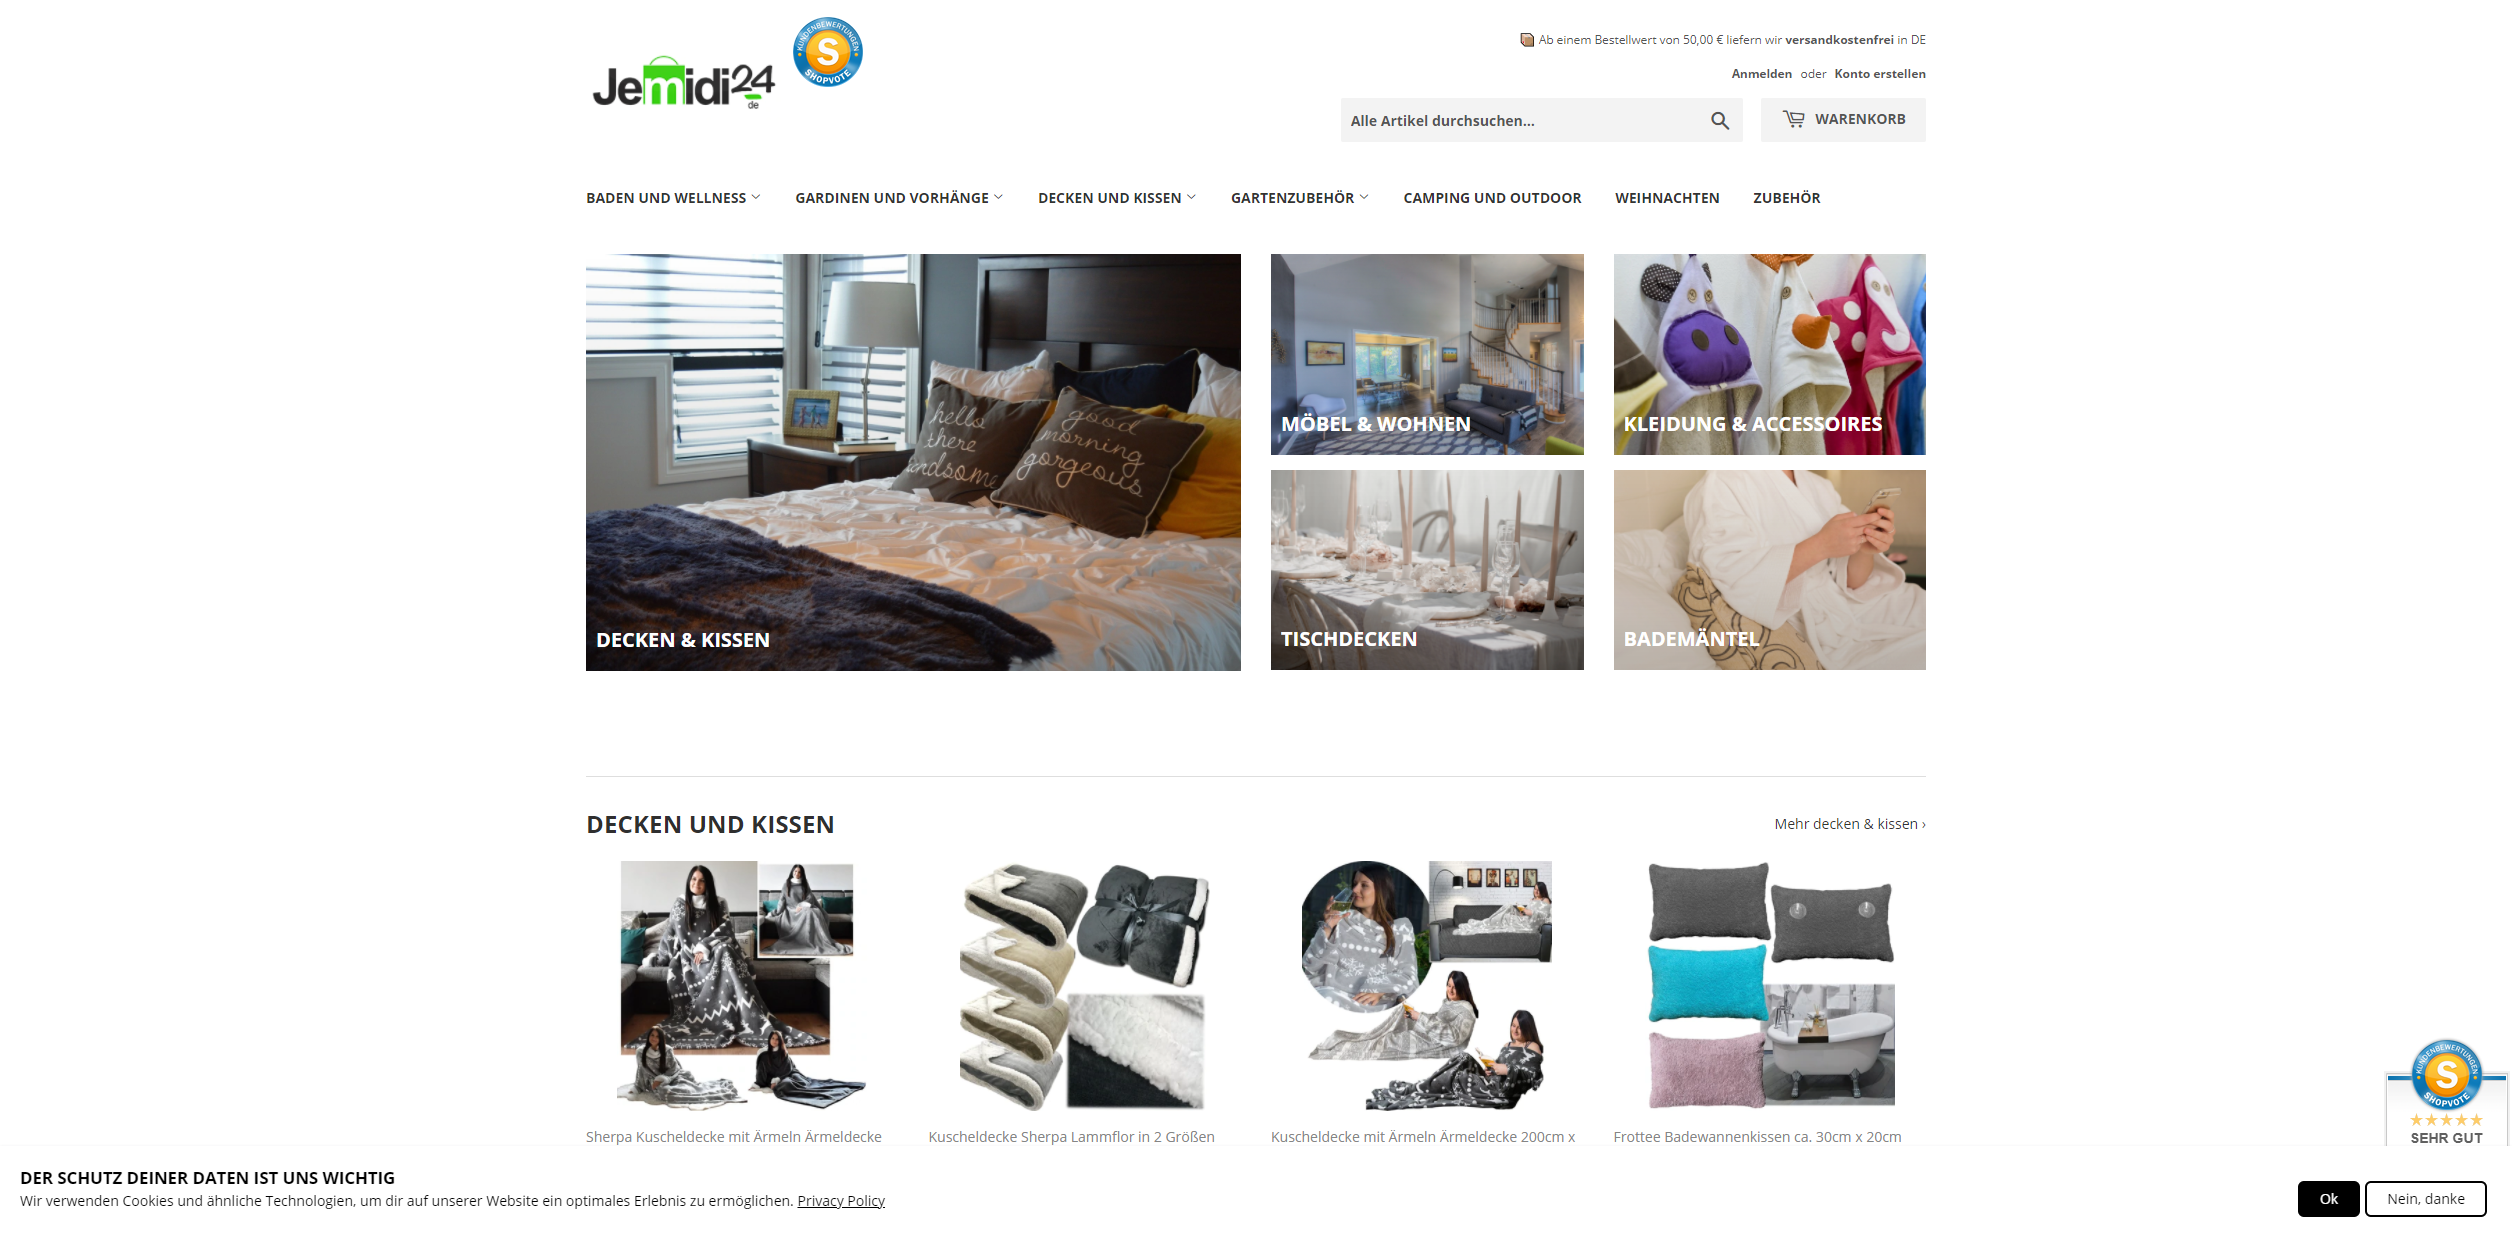 Jemidi24
de
KUNDENBEWERTUNGEN
S
SHOPVOTE
Ab einem Bestellwert von 50,00 € liefern wir versandkostenfrei in DE
Anmelden oder Konto erstellen
Alle Artikel durchsuchen...
WARENKORB
BADEN UND WELLNESS
GARDINEN UND VORHÄNGE
DECKEN UND KISSEN
GARTENZUBEHÖR
CAMPING UND OUTDOOR
WEIHNACHTEN
ZUBEHÖR
hello
there
handsome
good
morning
gorgeous
DECKEN & KISSEN
MÖBEL & WOHNEN
KLEIDUNG & ACCESSOIRES
TISCHDECKEN
BADEMÄNTEL
DECKEN UND KISSEN
Mehr decken & kissen ›
Sherpa Kuscheldecke mit Ärmeln Ärmeldecke
Kuscheldecke Sherpa Lammflor in 2 Größen
Kuscheldecke mit Ärmeln Ärmeldecke 200cm x
Frottee Badewannenkissen ca. 30cm x 20cm
KUNDENBEWERTUNGEN
S
SHOPVOTE
SEHR GUT
DER SCHUTZ DEINER DATEN IST UNS WICHTIG
Wir verwenden Cookies und ähnliche Technologien, um dir auf unserer Website ein optimales Erlebnis zu ermöglichen. Privacy Policy
Ok
Nein, danke